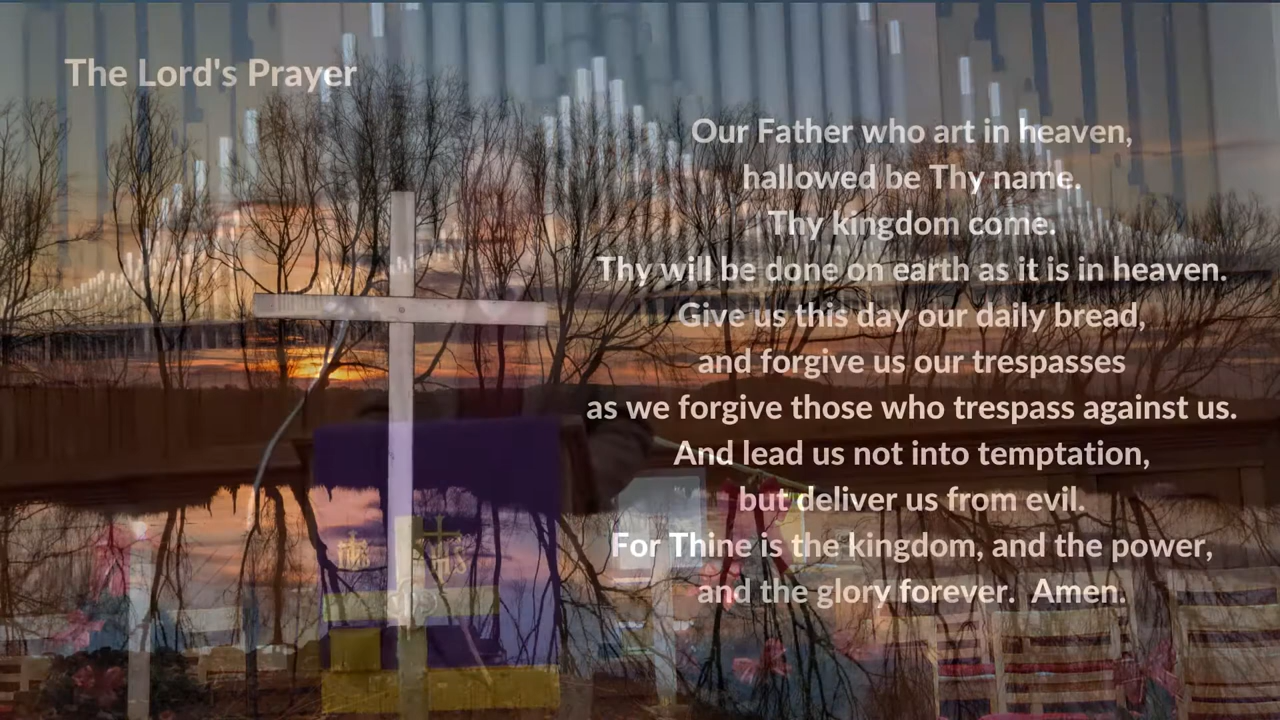 The Lord's Prayer
Our Father who art in heaven,
hallowed be Thy name.
Thy kingdom come.
Thy will be done on earth as it is in heaven.
Give us this day our daily bread,
and forgive us our trespasses
as we forgive those who trespass against us.
And lead us not into temptation,
but deliver us from evil.
For Thine is the kingdom, and the power,
and the glory forever.  Amen.